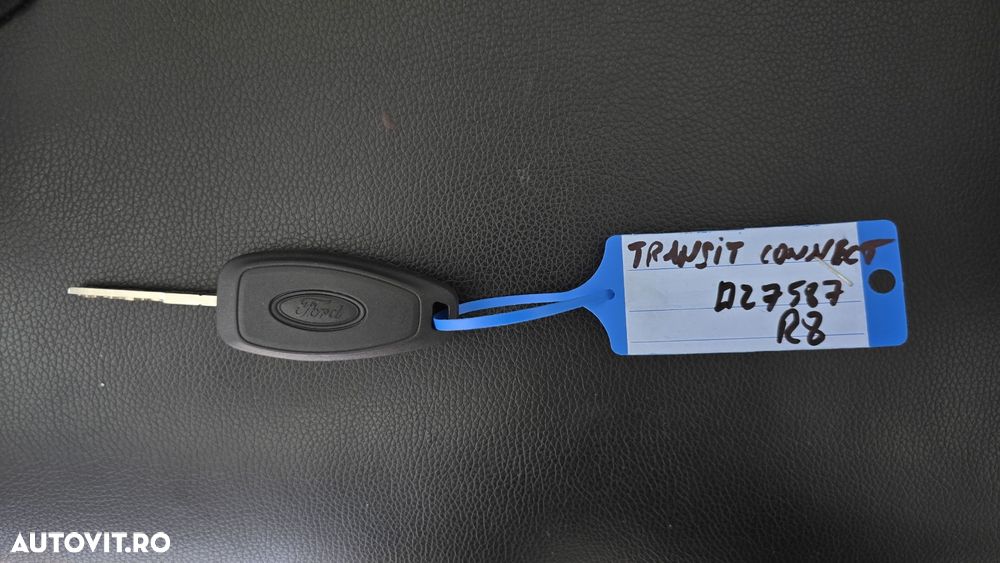 Ford
TRANSIT CONNECT
D27587
R8
AUTOVIT.RO